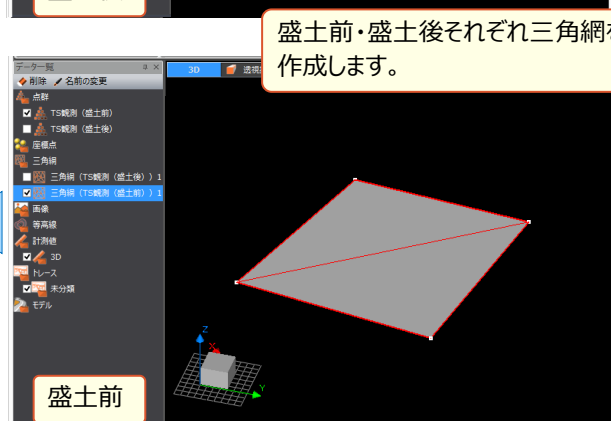 盛土前・盛土後それぞれ三角網を
作成します。
データ一覧
3D
削除 名前の変更
点群
TS観測（盛土前）
TS観測（盛土後）
座標点
三角網
三角網（TS観測（盛土後））1
三角網（TS観測（盛土前））1
画像
等高線
計測値
3D
トレース
未分類
モデル
Z
X
Y
盛土前